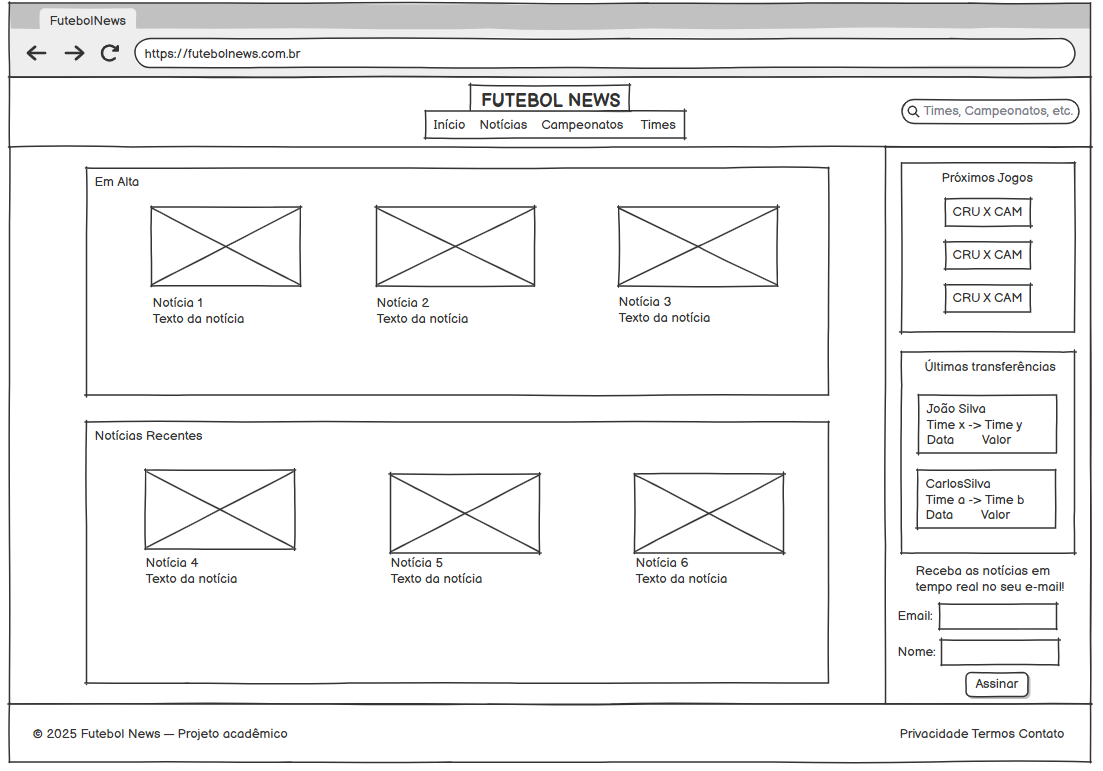 FutebolNews
https://futebolnews.com.br
FUTEBOL NEWS
Início Notícias Campeonatos Times
Times, Campeonatos, etc.
Em Alta
Notícia 1
Texto da notícia
Notícia 2
Texto da notícia
Notícia 3
Texto da notícia
Notícias Recentes
Notícia 4
Texto da notícia
Notícia 5
Texto da notícia
Notícia 6
Texto da notícia
Próximos Jogos
CRU X CAM
CRU X CAM
CRU X CAM
Últimas transferências
João Silva
Time x -> Time y
Data Valor
CarlosSilva
Time a -> Time b
Data Valor
Receba as notícias em
tempo real no seu e-mail!
Email:
Nome:
Assinar
© 2025 Futebol News — Projeto acadêmico
Privacidade Termos Contato